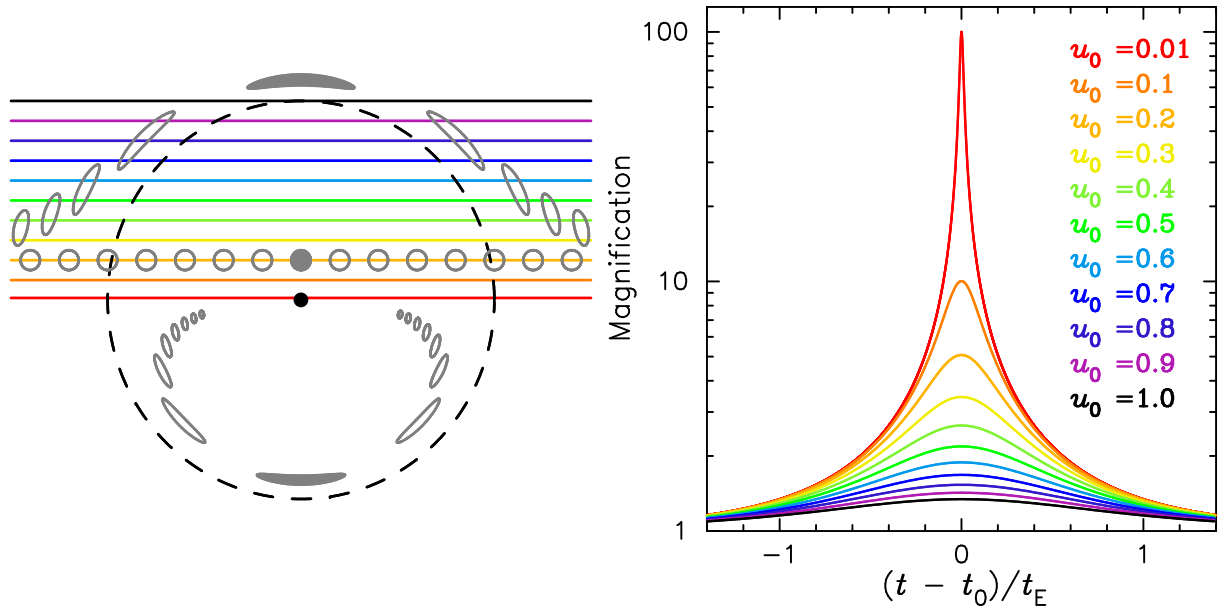 Magnification
100
10
1
u₀ =0.01
u₀ =0.1
u₀ =0.2
u₀ =0.3
u₀ =0.4
u₀ =0.5
u₀ =0.6
u₀ =0.7
u₀ =0.8
u₀ =0.9
u₀ =1.0
−1 0 1
(t − t₀)/t_E